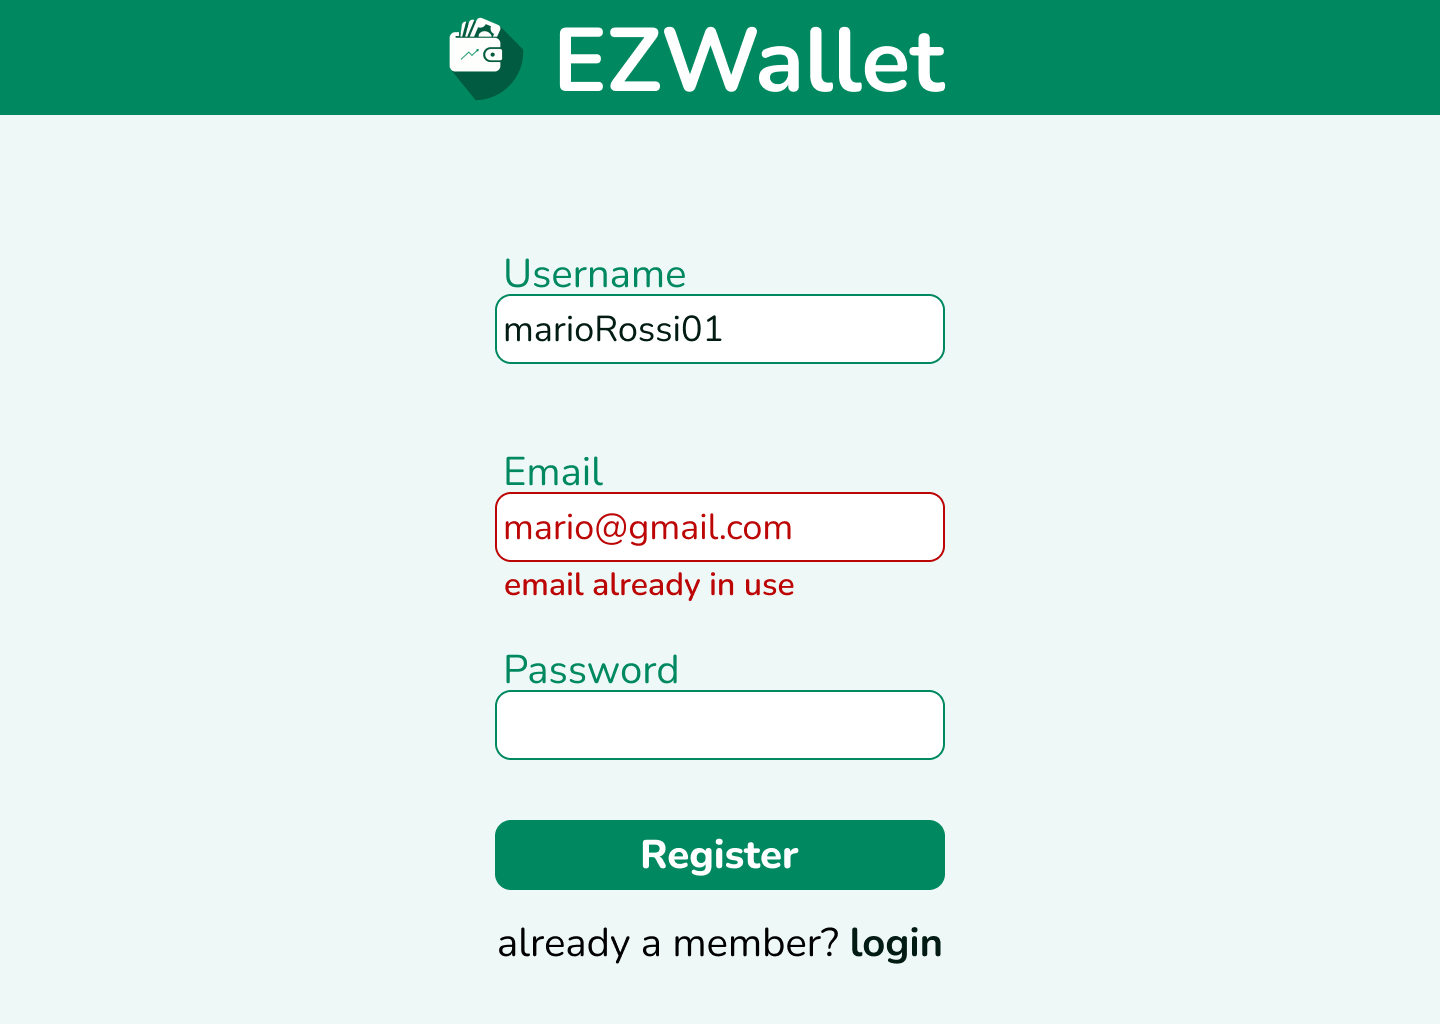 EZWallet
Username
marioRossi01
Email
mario@gmail.com
email already in use
Password
Register
already a member? login